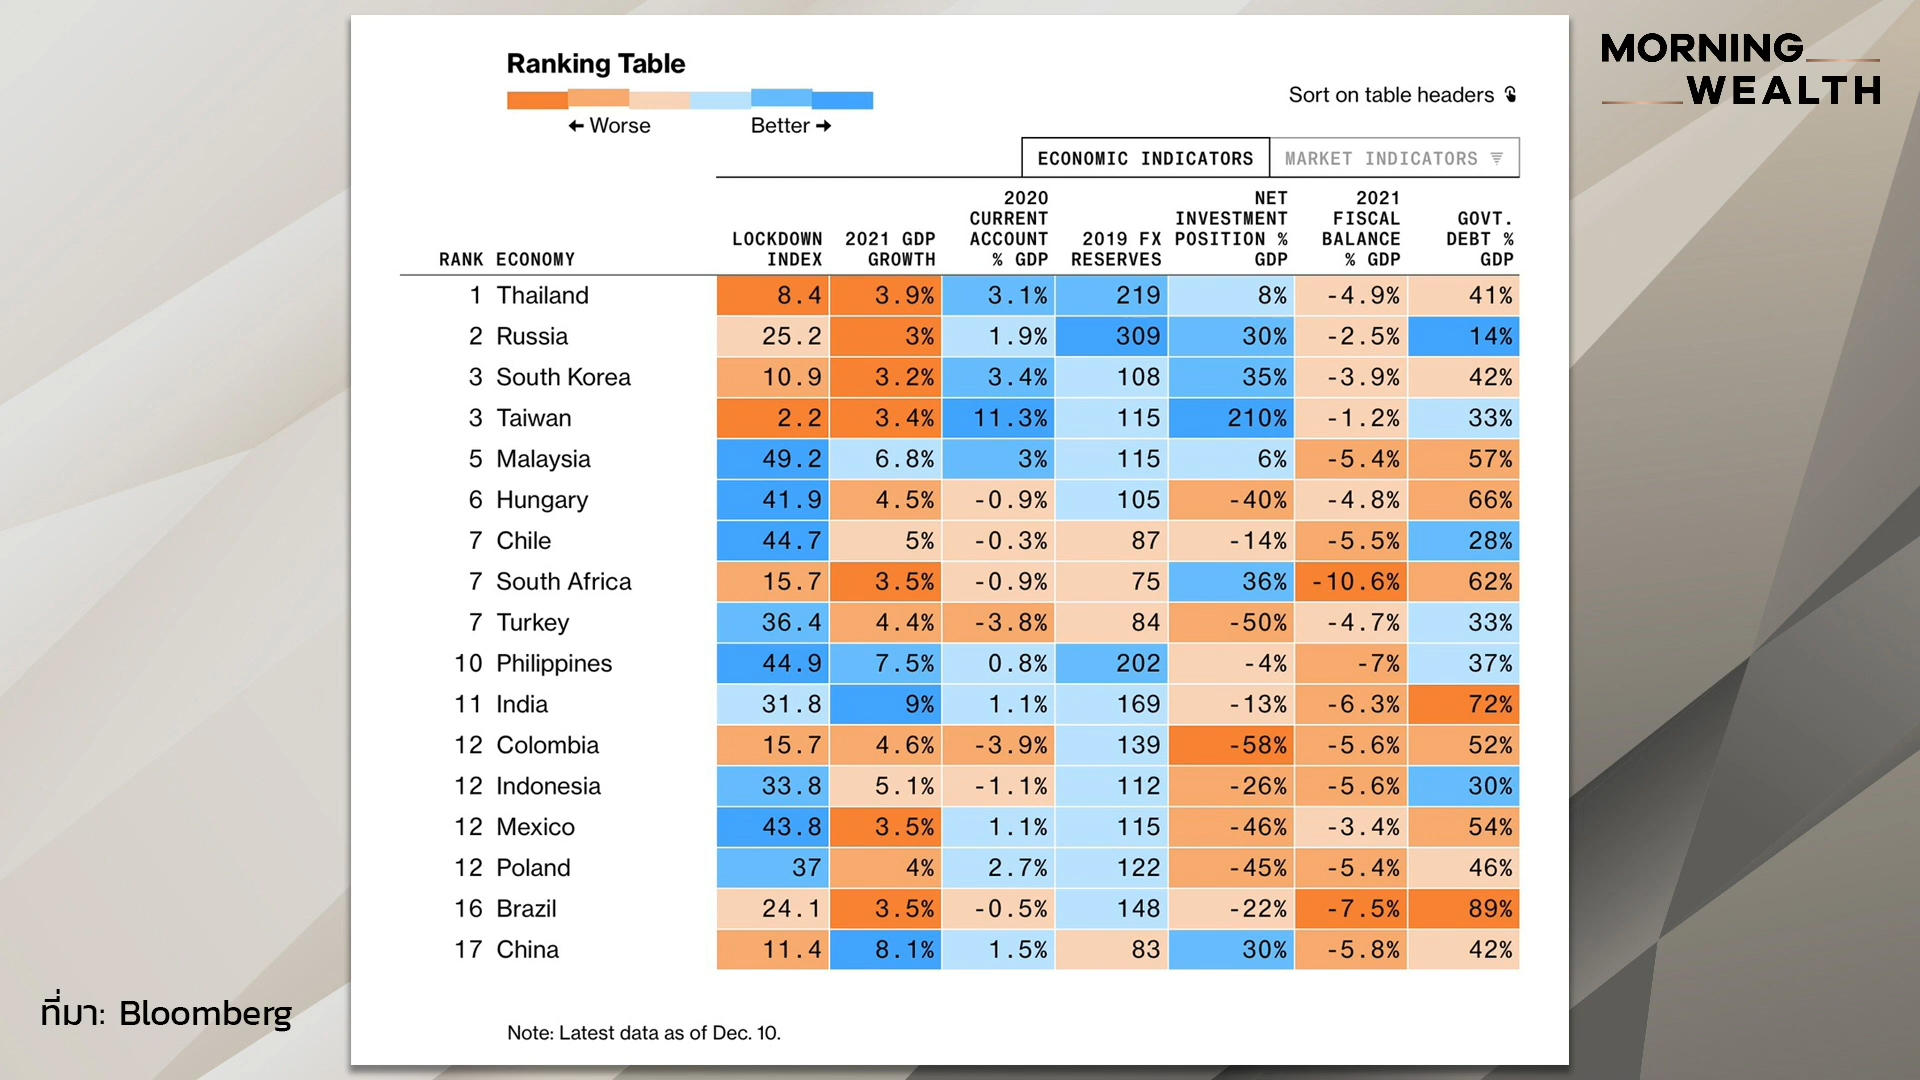 MORNING
WEALTH
Ranking Table
Sort on table headers
← Worse Better →
ECONOMIC INDICATORS MARKET INDICATORS
RANK ECONOMY LOCKDOWN INDEX 2021 GDP GROWTH 2020 CURRENT ACCOUNT % GDP 2019 FX RESERVES NET INVESTMENT POSITION % GDP 2021 FISCAL BALANCE % GDP GOVT. DEBT % GDP
1 Thailand 8.4 3.9% 3.1% 219 8% -4.9% 41%
2 Russia 25.2 3% 1.9% 309 30% -2.5% 14%
3 South Korea 10.9 3.2% 3.4% 108 35% -3.9% 42%
3 Taiwan 2.2 3.4% 11.3% 115 210% -1.2% 33%
5 Malaysia 49.2 6.8% 3% 115 6% -5.4% 57%
6 Hungary 41.9 4.5% -0.9% 105 -40% -4.8% 66%
7 Chile 44.7 5% -0.3% 87 -14% -5.5% 28%
7 South Africa 15.7 3.5% -0.9% 75 36% -10.6% 62%
7 Turkey 36.4 4.4% -3.8% 84 -50% -4.7% 33%
10 Philippines 44.9 7.5% 0.8% 202 -4% -7% 37%
11 India 31.8 9% 1.1% 169 -13% -6.3% 72%
12 Colombia 15.7 4.6% -3.9% 139 -58% -5.6% 52%
12 Indonesia 33.8 5.1% -1.1% 112 -26% -5.6% 30%
12 Mexico 43.8 3.5% 1.1% 115 -46% -3.4% 54%
12 Poland 37 4% 2.7% 122 -45% -5.4% 46%
16 Brazil 24.1 3.5% -0.5% 148 -22% -7.5% 89%
17 China 11.4 8.1% 1.5% 83 30% -5.8% 42%
ที่มา: Bloomberg
Note: Latest data as of Dec. 10.